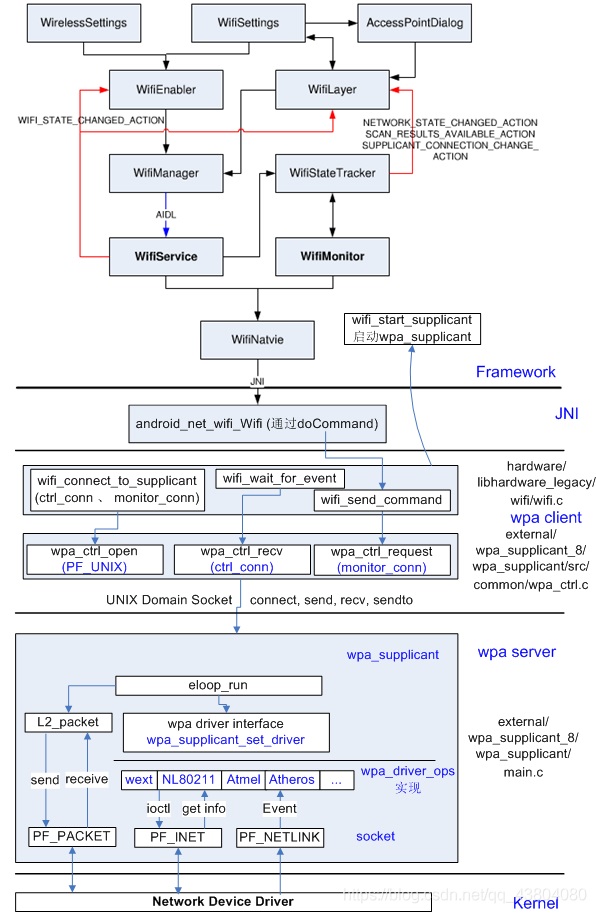 WirelessSettings
WifiSettings
AccessPointDialog
WifiEnabler
WifiLayer
WIFI_STATE_CHANGED_ACTION
NETWORK_STATE_CHANGED_ACTION
SCAN_RESULTS_AVAILABLE_ACTION
SUPPLICANT_CONNECTION_CHANGE_
ACTION
WifiManager
WifiStateTracker
AIDL
WifiService
WifiMonitor
WifiNatvie
wifi_start_supplicant
启动wpa_supplicant
Framework
JNI
JNI
android_net_wifi_Wifi (通过doCommand)
wifi_connect_to_supplicant
(ctrl_conn 、 monitor_conn)
wifi_wait_for_event
wifi_send_command
hardware/
libhardware_legacy/
wifi/wifi.c
wpa client
wpa_ctrl_open
(PF_UNIX)
wpa_ctrl_recv
(ctrl_conn)
wpa_ctrl_request
(monitor_conn)
external/
wpa_supplicant_8/
wpa_supplicant/src/
common/wpa_ctrl.c
UNIX Domain Socket connect, send, recv, sendto
wpa_supplicant
wpa server
eloop_run
L2_packet
wpa driver interface
wpa_supplicant_set_driver
external/
wpa_supplicant_8/
wpa_supplicant/
main.c
send
receive
wext
NL80211
Atmel
Atheros
...
wpa_driver_ops
实现
ioctl
get info
Event
PF_PACKET
PF_INET
PF_NETLINK
socket
Network Device Driver
Kernel
https://blog.csdn.net/qq_43804080